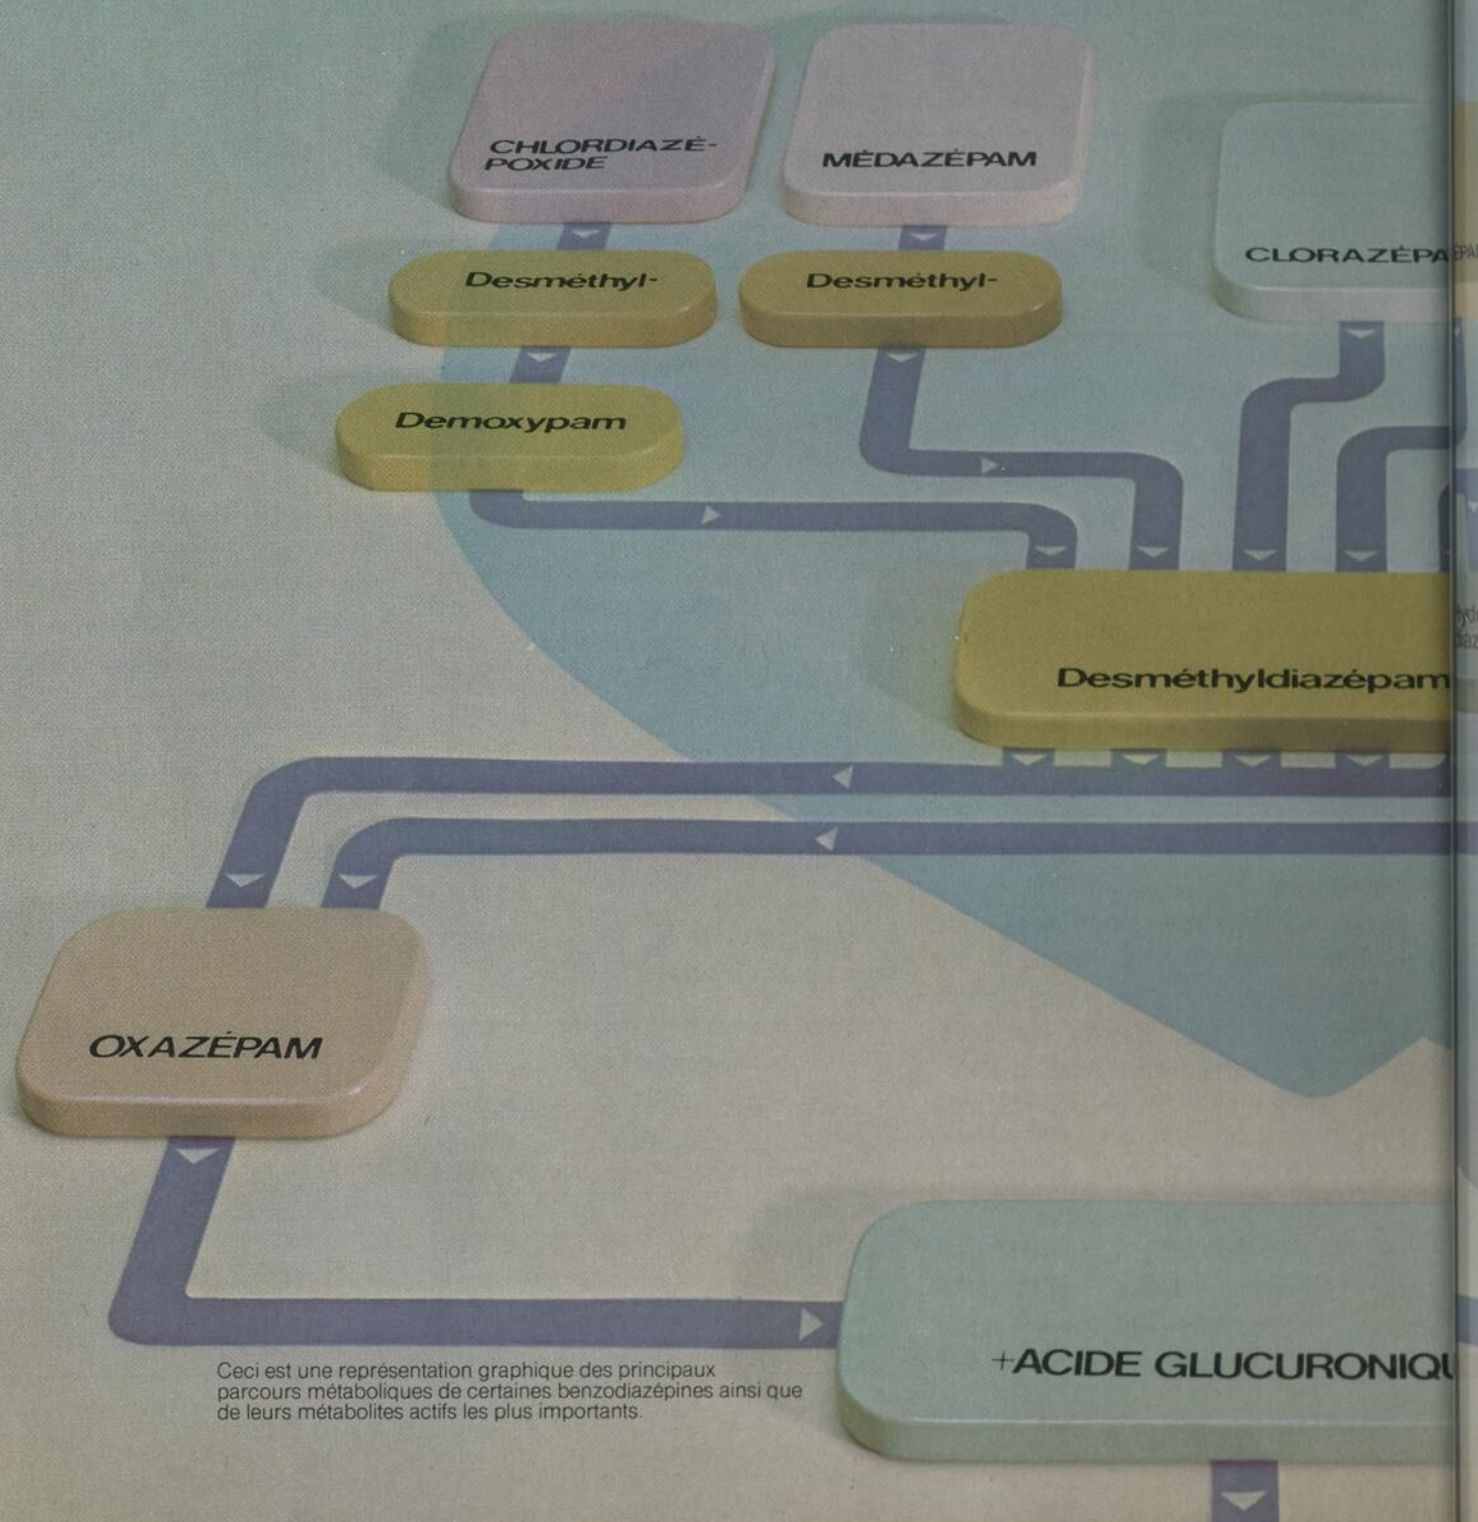 CHLORDIAZÉ-
POXIDE
MÉDAZÉPAM
CLORAZÉPA
Desméthyl-
Desméthyl-
Demoxypam
Desméthyldiazépam
OXAZÉPAM
+ACIDE GLUCURONIQU
Ceci est une représentation graphique des principaux
parcours métaboliques de certaines benzodiazépines ainsi que
de leurs métabolites actifs les plus importants.